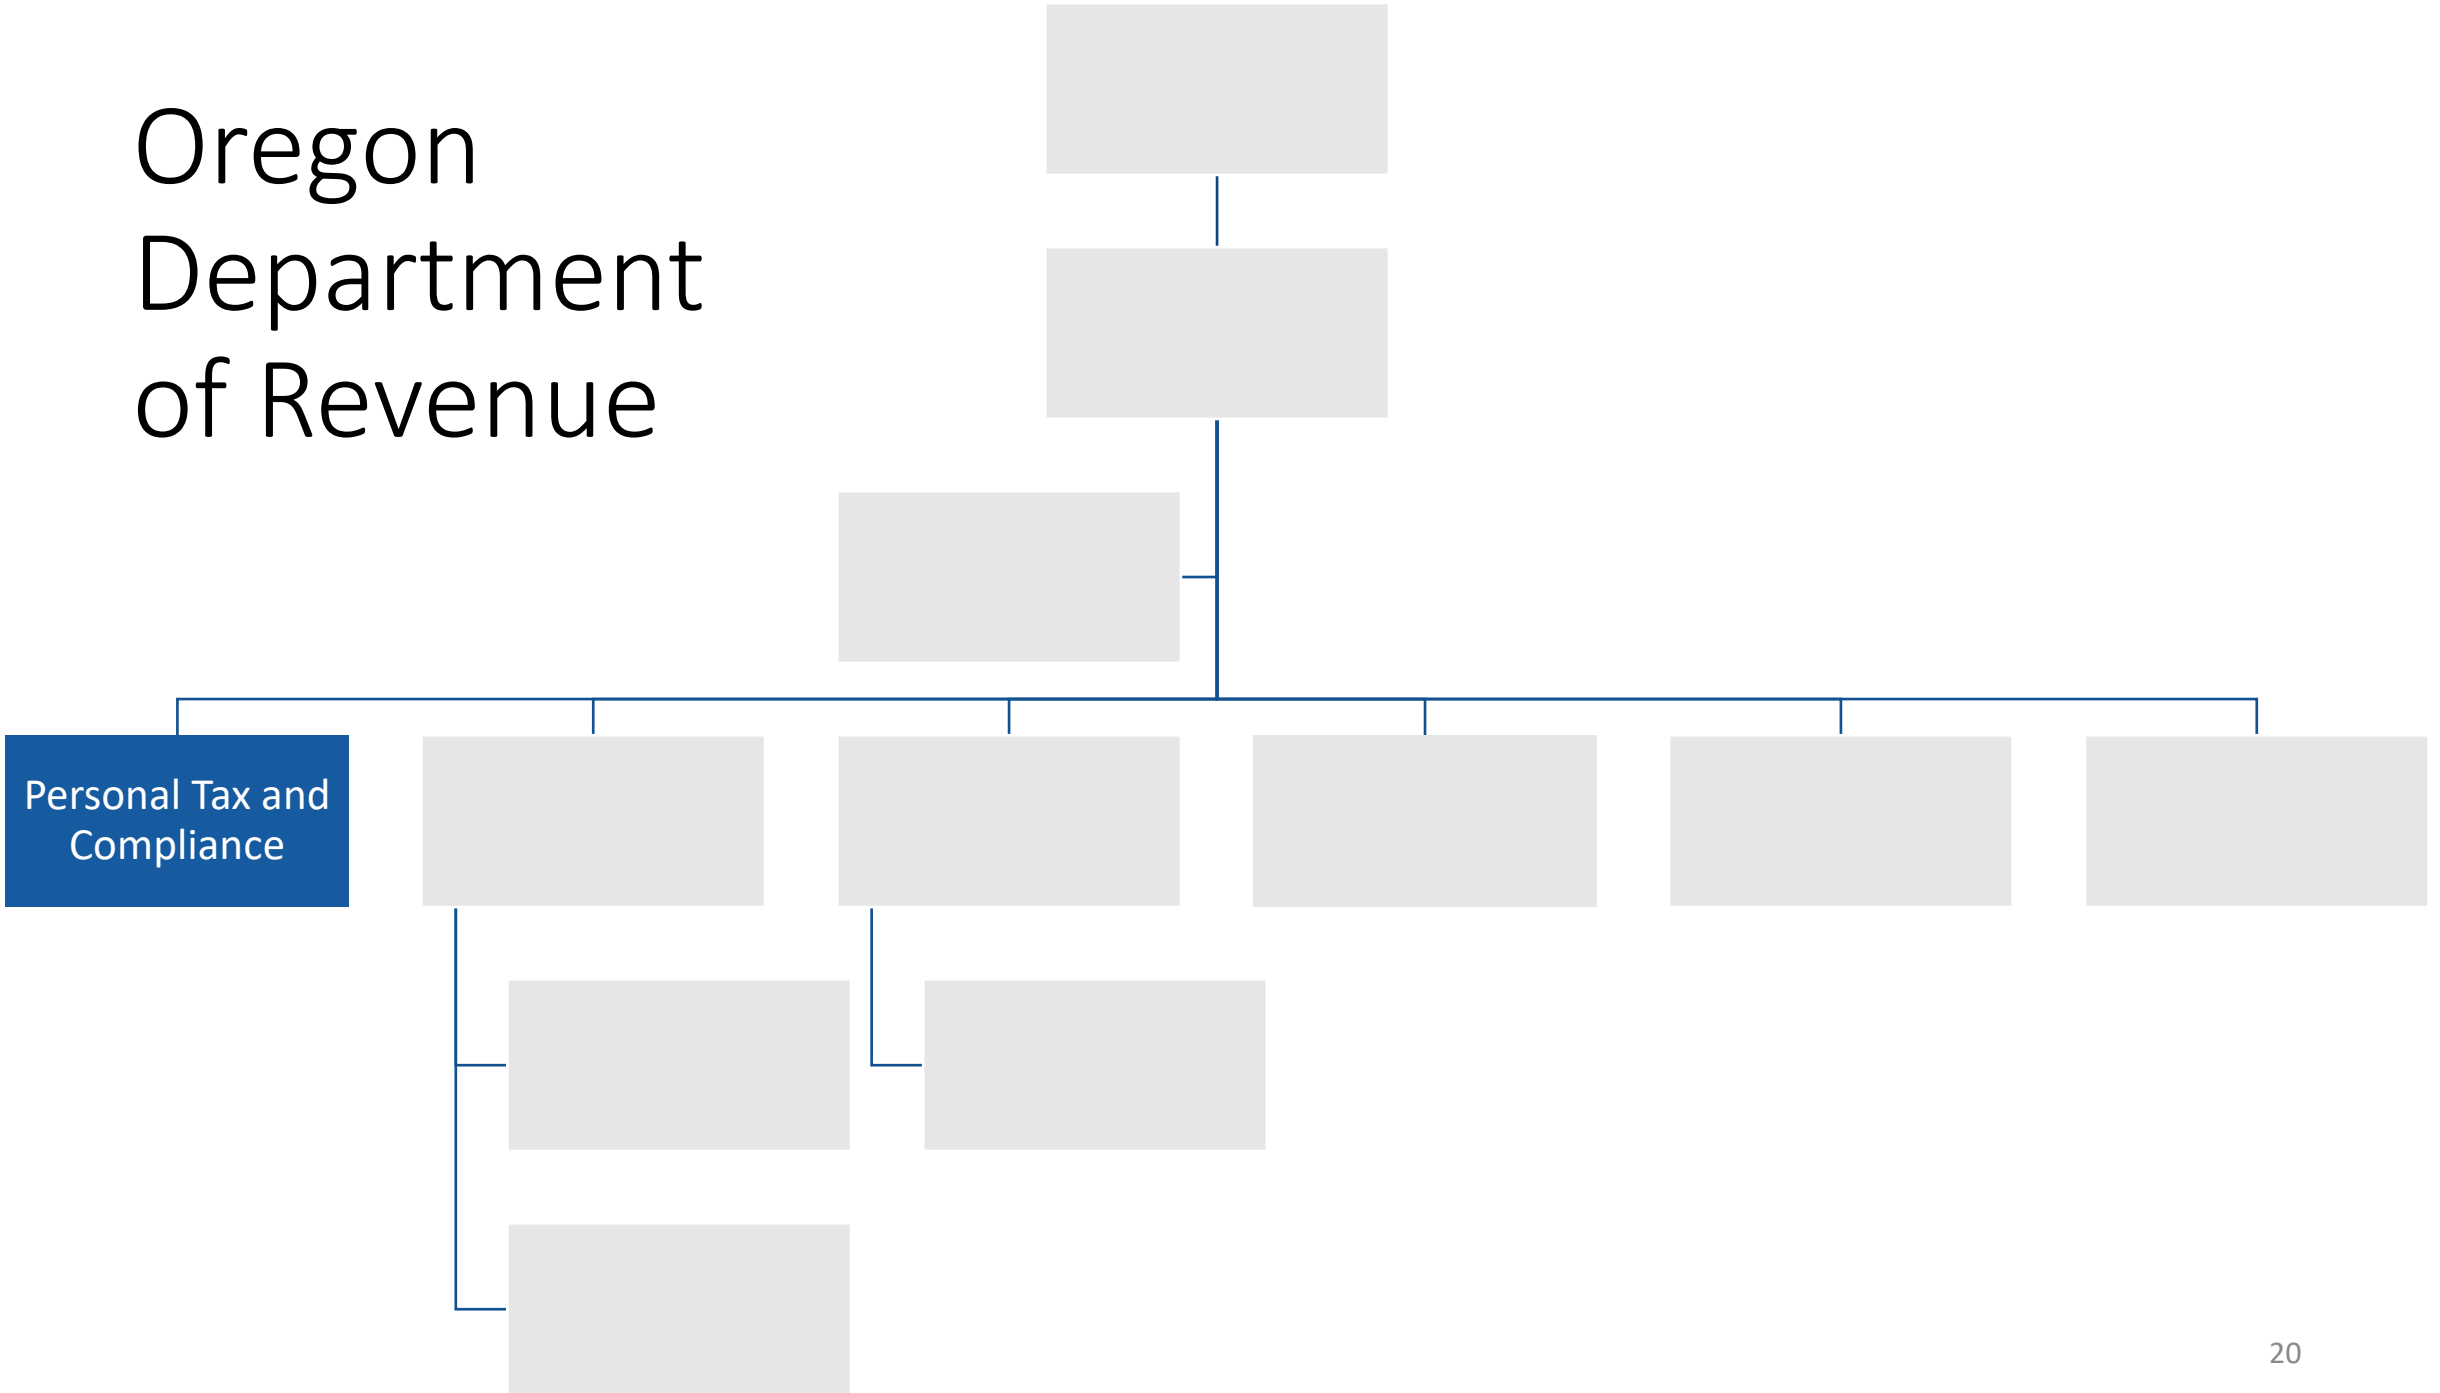 Oregon
Department
of Revenue
Personal Tax and
Compliance
20